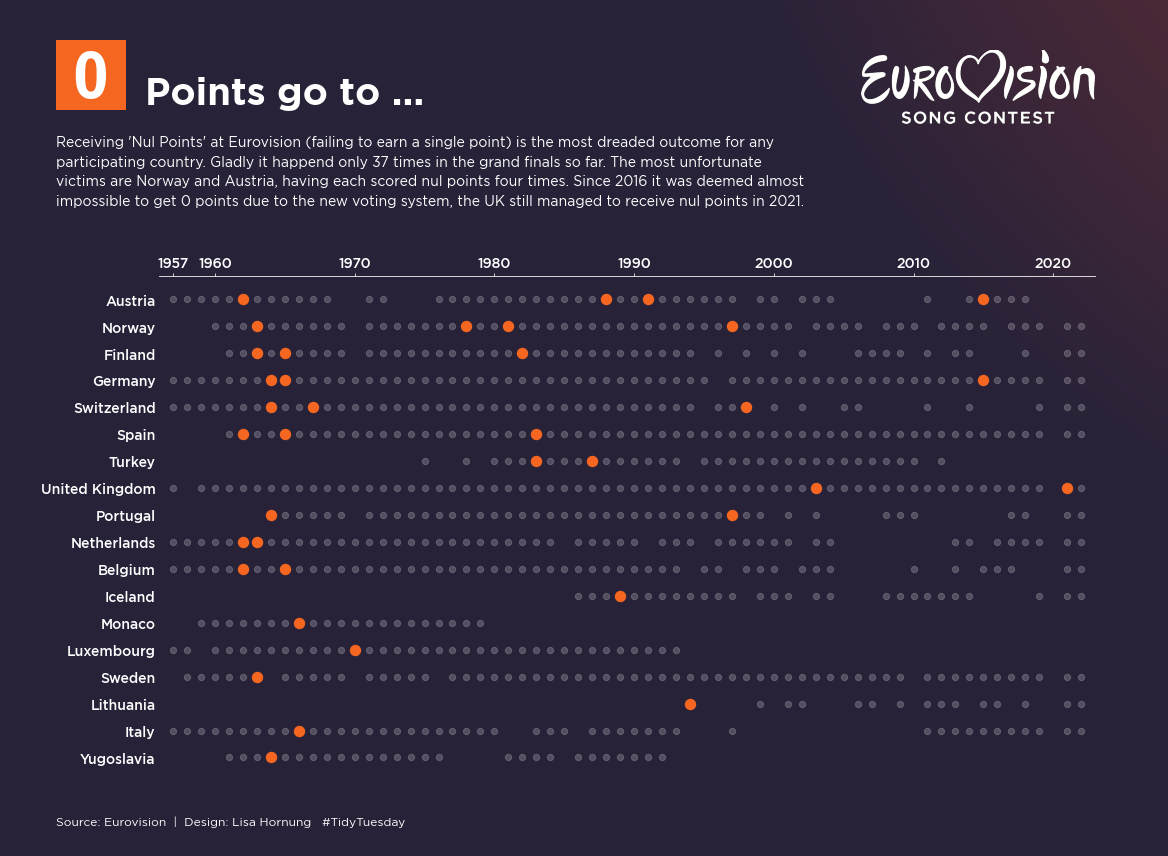 0 Points go to ...
EUROVISION
SONG CONTEST
Receiving 'Nul Points' at Eurovision (failing to earn a single point) is the most dreaded outcome for any
participating country. Gladly it happend only 37 times in the grand finals so far. The most unfortunate
victims are Norway and Austria, having each scored nul points four times. Since 2016 it was deemed almost
impossible to get 0 points due to the new voting system, the UK still managed to receive nul points in 2021.
1957 1960 1970 1980 1990 2000 2010 2020
Austria
Norway
Finland
Germany
Switzerland
Spain
Turkey
United Kingdom
Portugal
Netherlands
Belgium
Iceland
Monaco
Luxembourg
Sweden
Lithuania
Italy
Yugoslavia
Source: Eurovision | Design: Lisa Hornung #TidyTuesday